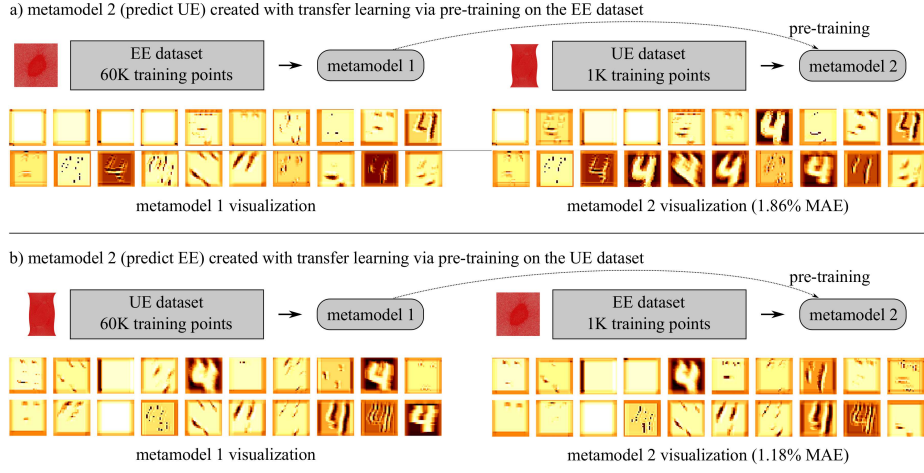 a) metamodel 2 (predict UE) created with transfer learning via pre-training on the EE dataset
pre-training
EE dataset
60K training points
metamodel 1
UE dataset
1K training points
metamodel 2
metamodel 1 visualization
metamodel 2 visualization (1.86% MAE)
b) metamodel 2 (predict EE) created with transfer learning via pre-training on the UE dataset
pre-training
UE dataset
60K training points
metamodel 1
EE dataset
1K training points
metamodel 2
metamodel 1 visualization
metamodel 2 visualization (1.18% MAE)